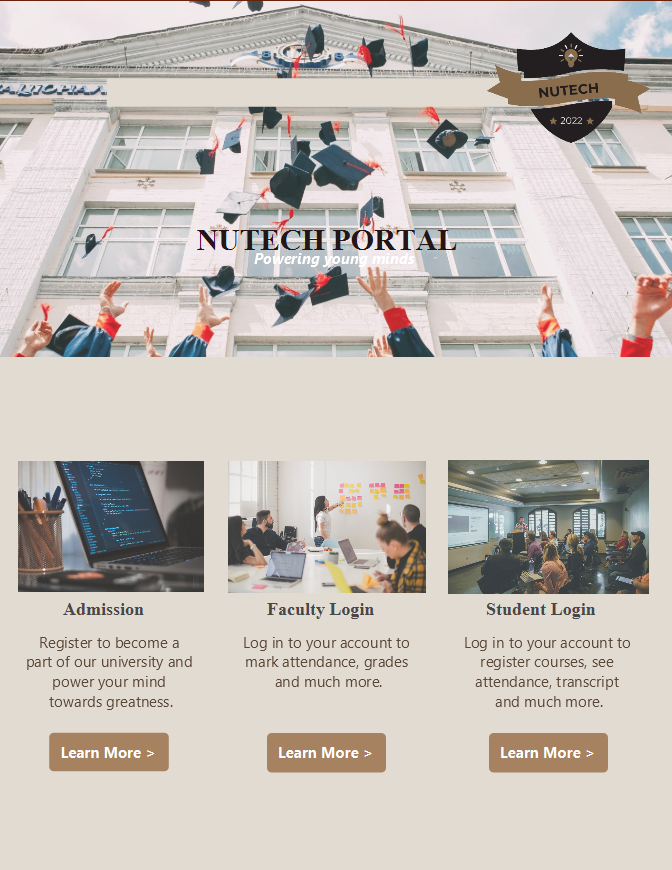 NUTECH
2022
NUTECH PORTAL
Powering young minds
Admission
Register to become a
part of our university and
power your mind
towards greatness.
Learn More >
Faculty Login
Log in to your account to
mark attendance, grades
and much more.
Learn More >
Student Login
Log in to your account to
register courses, see
attendance, transcript
and much more.
Learn More >